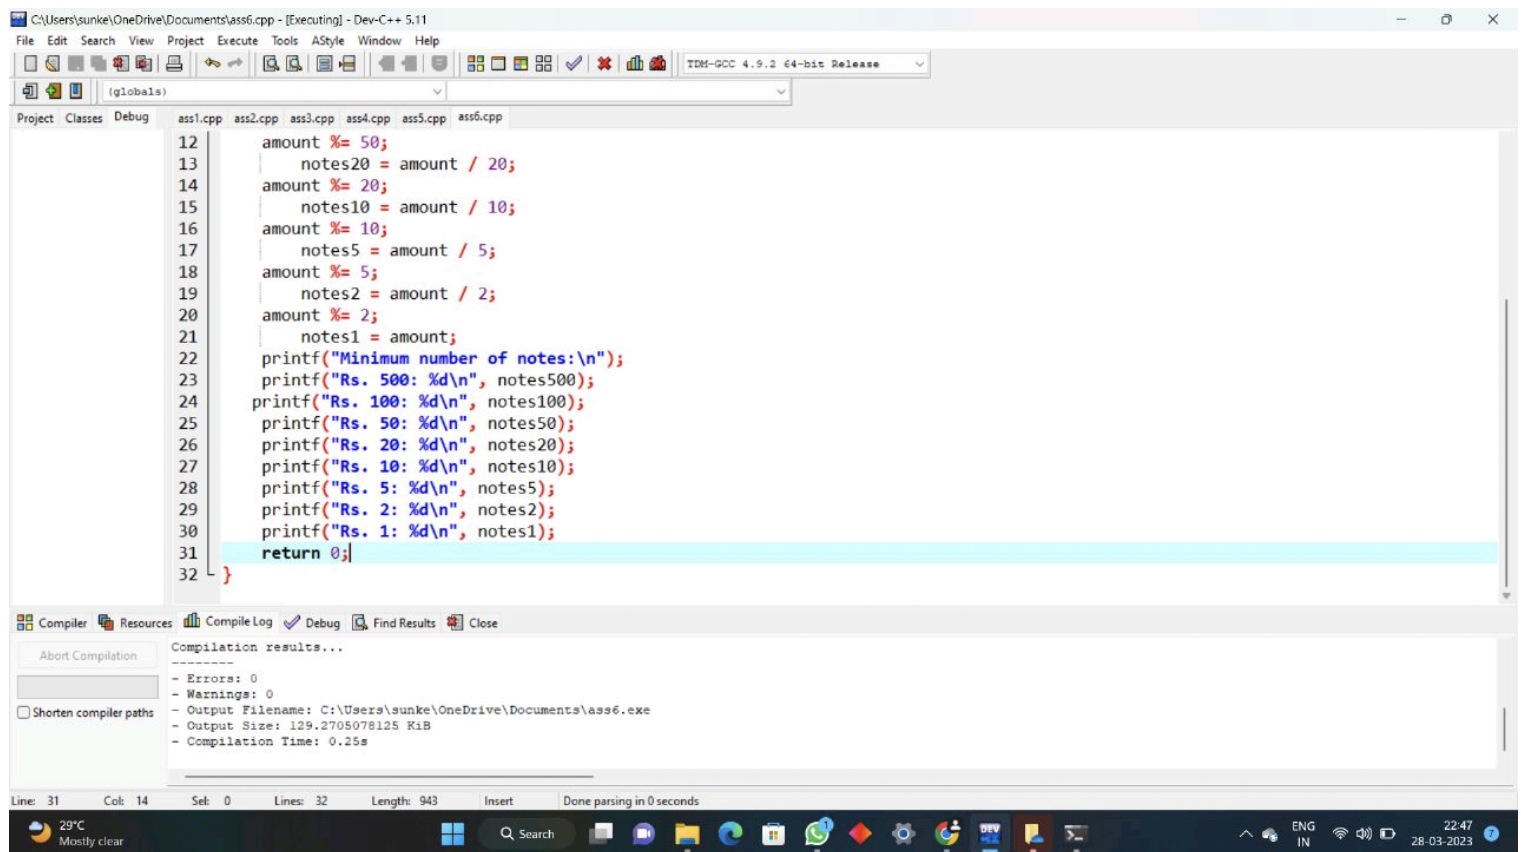 C:\Users\sunke\OneDrive\Documents\ass6.cpp - [Executing] - Dev-C++ 5.11
File Edit Search View Project Execute Tools AStyle Window Help
TDM-GCC 4.9.2 64-bit Release
(globals)
Project Classes Debug ass1.cpp ass2.cpp ass3.cpp ass4.cpp ass5.cpp ass6.cpp
12 amount %= 50;
13 notes20 = amount / 20;
14 amount %= 20;
15 notes10 = amount / 10;
16 amount %= 10;
17 notes5 = amount / 5;
18 amount %= 5;
19 notes2 = amount / 2;
20 amount %= 2;
21 notes1 = amount;
22 printf("Minimum number of notes:\n");
23 printf("Rs. 500: %d\n", notes500);
24 printf("Rs. 100: %d\n", notes100);
25 printf("Rs. 50: %d\n", notes50);
26 printf("Rs. 20: %d\n", notes20);
27 printf("Rs. 10: %d\n", notes10);
28 printf("Rs. 5: %d\n", notes5);
29 printf("Rs. 2: %d\n", notes2);
30 printf("Rs. 1: %d\n", notes1);
31 return 0;
32 }
Compiler Resources Compile Log Debug Find Results Close
Abort Compilation
Shorten compiler paths
Compilation results...
--------
- Errors: 0
- Warnings: 0
- Output Filename: C:\Users\sunke\OneDrive\Documents\ass6.exe
- Output Size: 129.2705078125 KiB
- Compilation Time: 0.25s
Line: 31 Col: 14 Sel: 0 Lines: 32 Length: 943 Insert Done parsing in 0 seconds
29°C
Mostly clear
Search
DEV
1
ENG
IN
22:47
28-03-2023
7